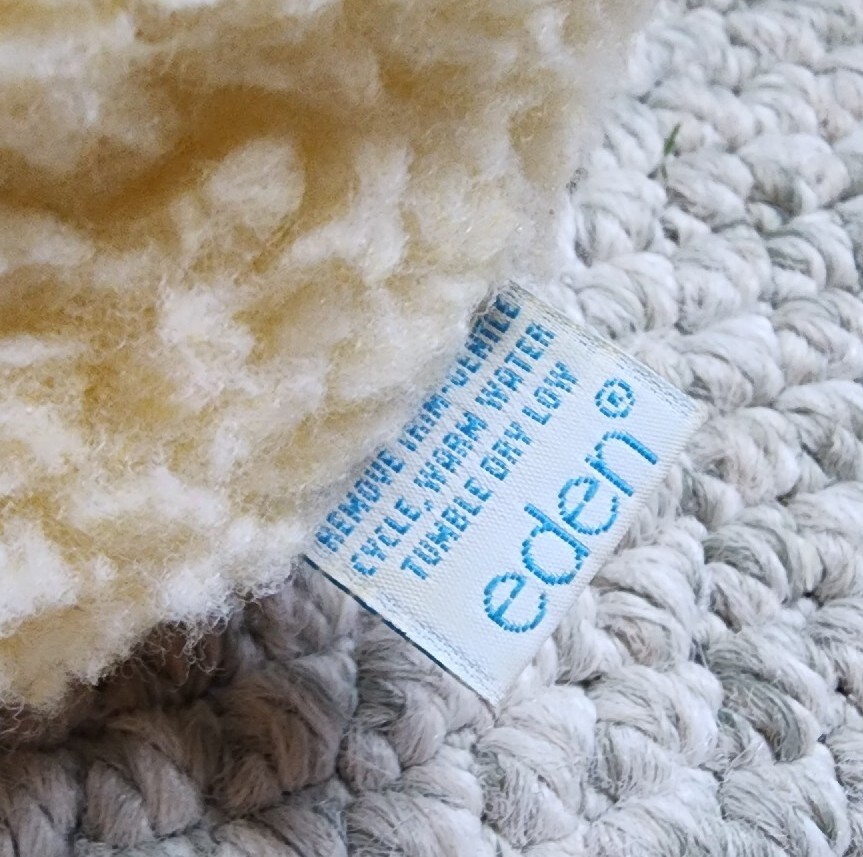 REMOVE TRIM-GENTLE
CYCLE, WARM WATER
TUMBLE DRY LOW
eden®